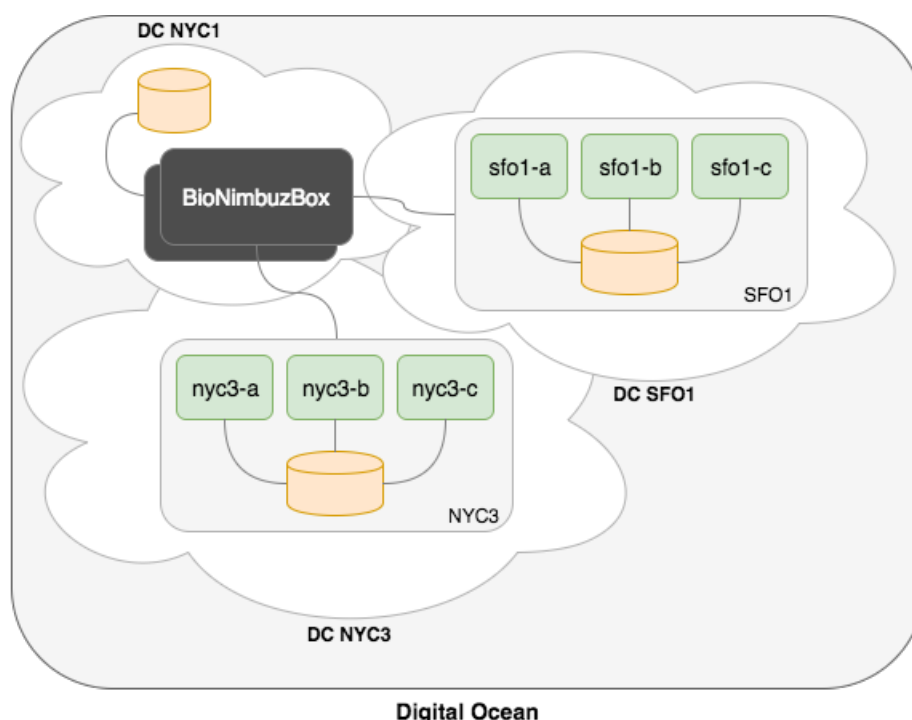 DC NYC1
BioNimbuzBox
sfo1-a
sfo1-b
sfo1-c
SFO1
DC SFO1
nyc3-a
nyc3-b
nyc3-c
NYC3
DC NYC3
Digital Ocean